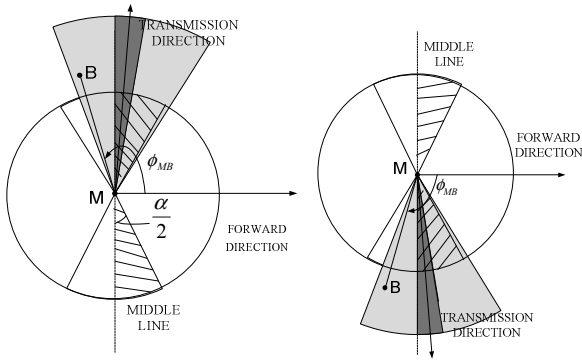 TRANSMISSION
DIRECTION
B
ϕMB
M
α/2
FORWARD
DIRECTION
MIDDLE
LINE
MIDDLE
LINE
FORWARD
DIRECTION
M
ϕMB
B
TRANSMISSION
DIRECTION